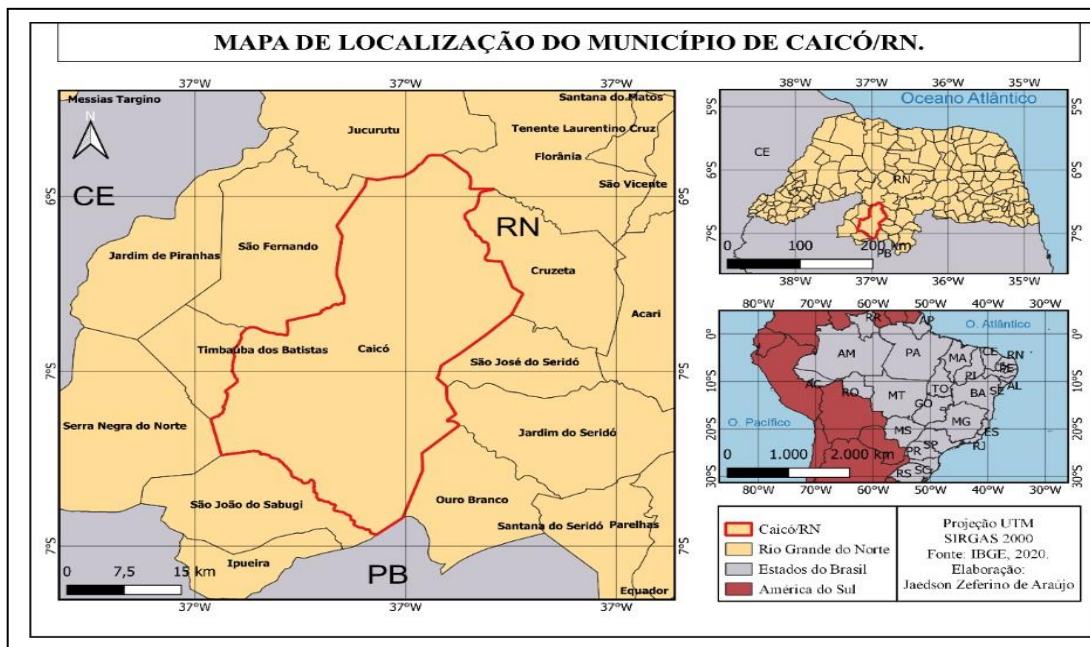 MAPA DE LOCALIZAÇÃO DO MUNICÍPIO DE CAICÓ/RN.
37°W 37°W 37°W
Messias Targino
Santana do Matos
N
Jucurutu
Tenente Laurentino Cruz
Florânia
CE
São Vicente
6°S
RN
São Fernando
Jardim de Piranhas
Cruzeta
Acari
Timbauba dos Batistas
Caicó
São José do Seridó
7°S
Serra Negra do Norte
Jardim do Seridó
São João do Sabugi
Ouro Branco
Santana do Seridó
Parelhas
7°S
Ipueira
PB
0 7,5 15 km
Equador
37°W 37°W 37°W
38°W 37°W 36°W 35°W
5°S 5°S
Oceano Atlântico
CE
6°S 6°S
RN
7°S 7°S
0 100 200 km
PB
38°W 37°W 36°W 35°W
80°W 70°W 60°W 50°W 40°W 30°W
RR AP
0° 0°
O. Atlântico
AM PA MA CE RN
PI PE
10°S 10°S
AC RO TO AL
MT BA SE
GO
O. Pacífico
MG
20°S 20°S
MS ES
SP RJ
PR
0 1.000 2.000 km
SC
RS
30°S 30°S
80°W 70°W 60°W 50°W 40°W 30°W
Caicó/RN
Rio Grande do Norte
Estados do Brasil
América do Sul
Projeção UTM
SIRGAS 2000
Fonte: IBGE, 2020.
Elaboração:
Jaedson Zeferino de Araújo